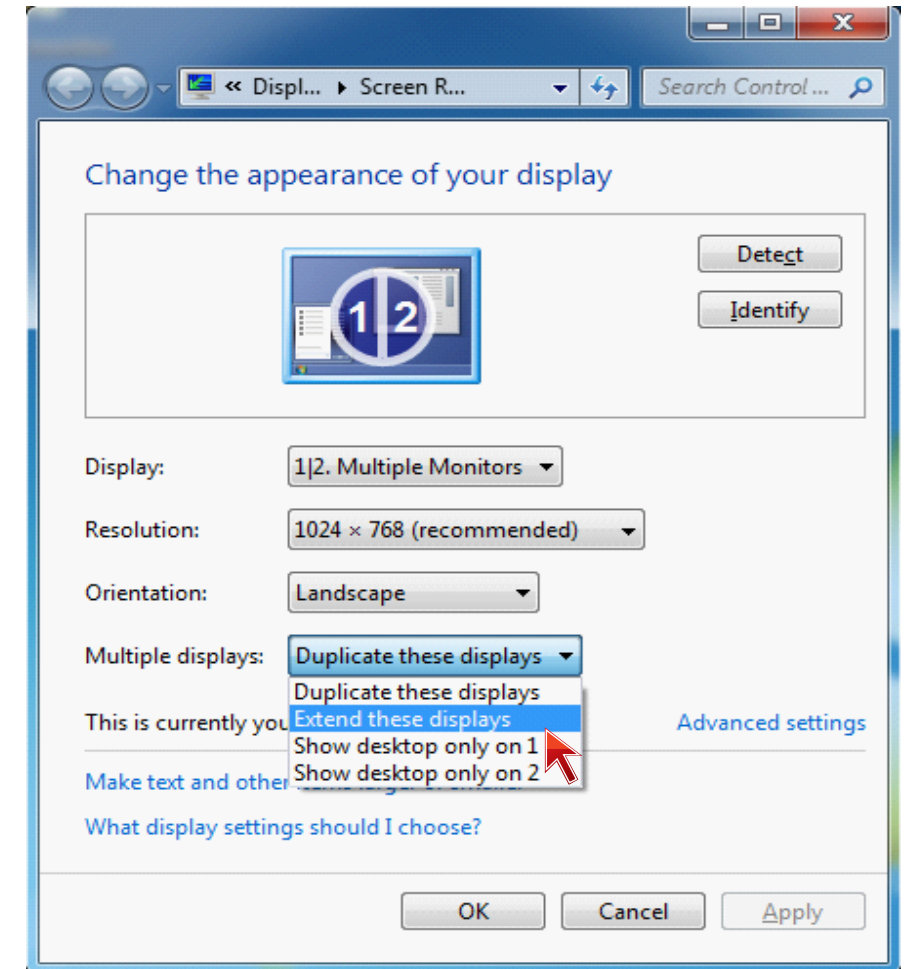 « Displ... Screen R... Search Control ...
Change the appearance of your display
Detect
1 2
Identify
Display: 1|2. Multiple Monitors
Resolution: 1024 × 768 (recommended)
Orientation: Landscape
Multiple displays: Duplicate these displays
Duplicate these displays
Extend these displays
This is currently you Advanced settings
Show desktop only on 1
Show desktop only on 2
Make text and other
What display settings should I choose?
OK Cancel Apply